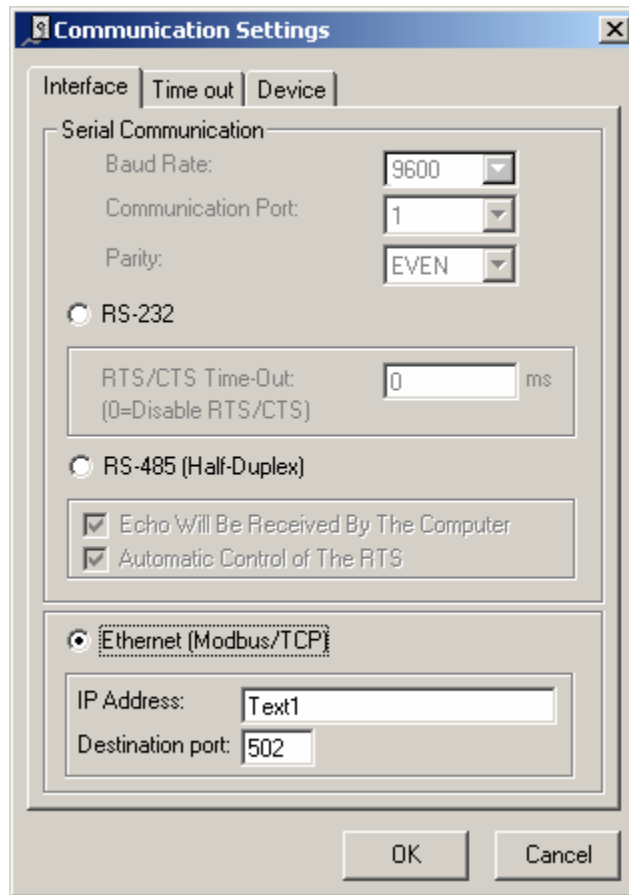 Communication Settings
Interface Time out Device
Serial Communication
Baud Rate: 9600
Communication Port: 1
Parity: EVEN
RS-232
RTS/CTS Time-Out: 0 ms
(0=Disable RTS/CTS)
RS-485 (Half-Duplex)
Echo Will Be Received By The Computer
Automatic Control of The RTS
Ethernet (Modbus/TCP)
IP Address: Text1
Destination port: 502
OK Cancel